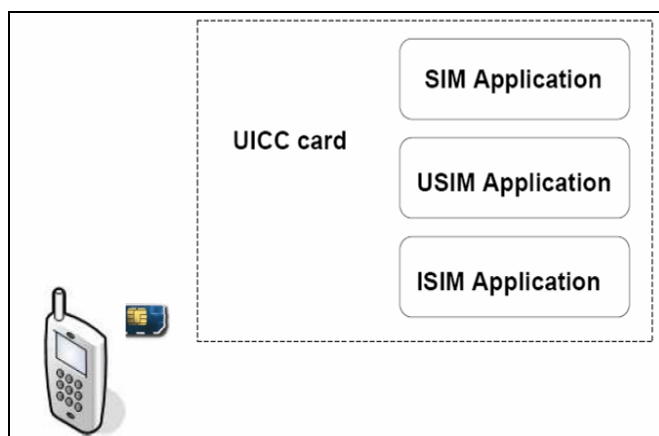 SIM Application
UICC card
USIM Application
ISIM Application